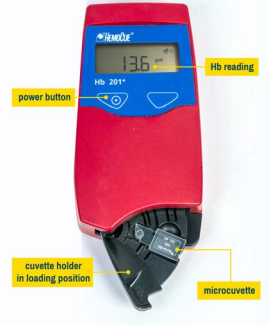 HemoCue®
Hb reading
13.6
Hb 201+
power button
cuvette holder
in loading position
microcuvette